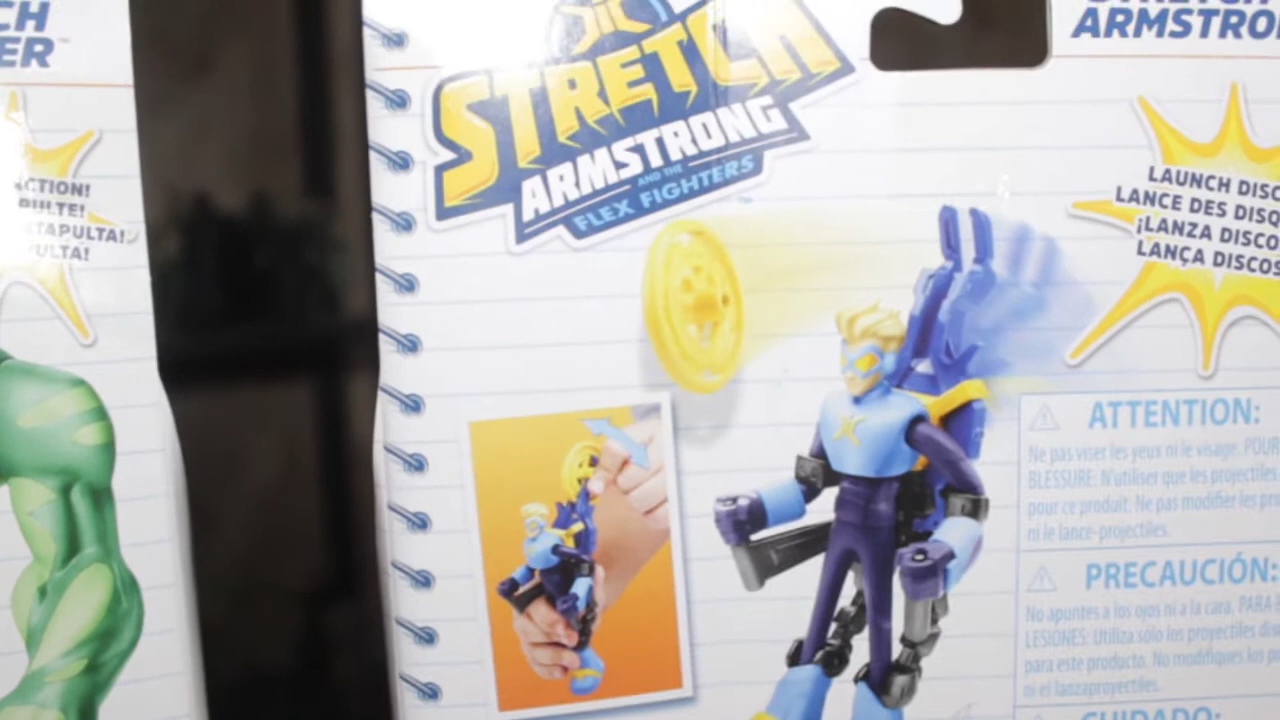 CH
ER™
CTION!
PULTE!
TAPULTA!
ULTA!
STRETCH
ARMSTRONG
AND THE
FLEX FIGHTERS
ARMSTRO
LAUNCH DISC
LANCE DES DISQ
¡LANZA DISCO
LANÇA DISCOS
ATTENTION:
Ne pas viser les yeux ni le visage. POUR
BLESSURE: N'utiliser que les projectiles
pour ce produit. Ne pas modifier les pro
ni le lance-projectiles.
PRECAUCIÓN:
No apuntes a los ojos ni a la cara. PARA
LESIONES: Utiliza sólo los proyectiles dis
para este producto. No modifiques los p
ni el lanzaproyectiles.
CUIDADO: